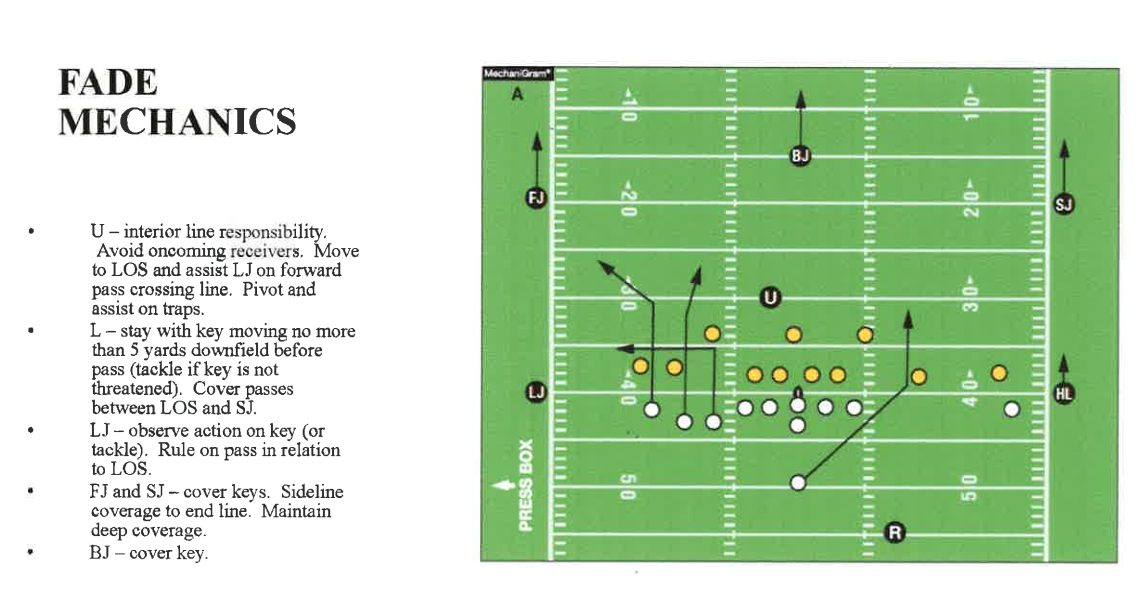 FADE
MECHANICS
• U – interior line responsibility.
Avoid oncoming receivers. Move
to LOS and assist LJ on forward
pass crossing line. Pivot and
assist on traps.
• L – stay with key moving no more
than 5 yards downfield before
pass (tackle if key is not
threatened). Cover passes
between LOS and SJ.
• LJ – observe action on key (or
tackle). Rule on pass in relation
to LOS.
• FJ and SJ – cover keys. Sideline
coverage to end line. Maintain
deep coverage.
• BJ – cover key.
MechaniGram®
A
10
10
BJ
FJ
20
20
SJ
30
U
30
LJ
40
40
HL
PRESS BOX
50
50
R